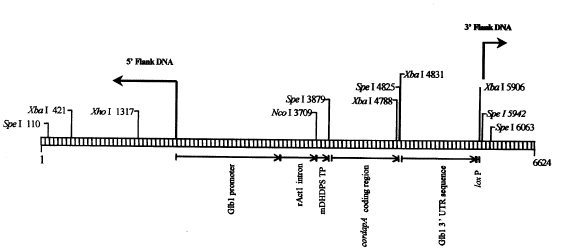 3' Flank DNA
5' Flank DNA
Xba I 4831
Spe I 4825
Xba I 4788
Xba I 5906
Spe I 5942
Spe I 6063
Spe I 3879
Nco I 3709
Xba I 421
Xho I 1317
Spe I 110
1
6624
Glb1 promoter
rAct1 intron
mDHDPS TP
cordapA coding region
Glb1 3' UTR sequence
lox P